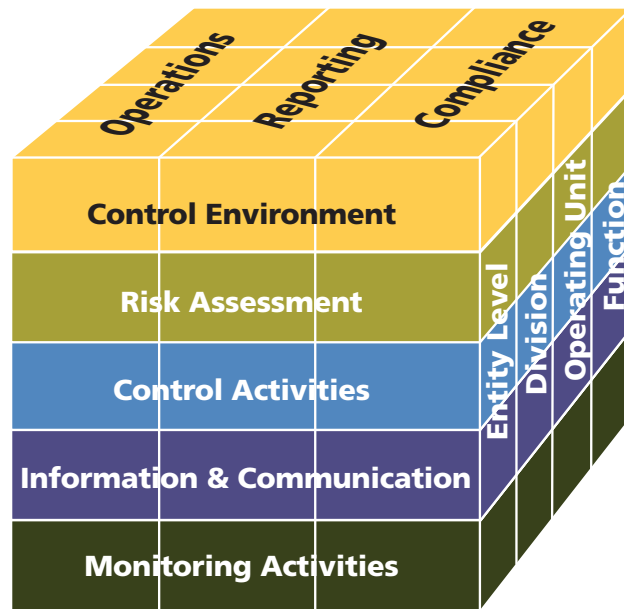 Operations
Reporting
Compliance
Control Environment
Risk Assessment
Control Activities
Information & Communication
Monitoring Activities
Entity Level
Division
Operating Unit
Function